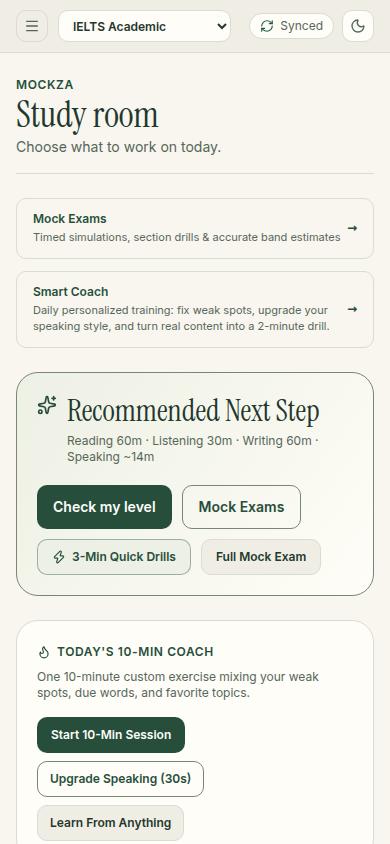 IELTS Academic
Synced
MOCKZA
Study room
Choose what to work on today.
Mock Exams
Timed simulations, section drills & accurate band estimates
→
Smart Coach
Daily personalized training: fix weak spots, upgrade your
speaking style, and turn real content into a 2-minute drill.
→
Recommended Next Step
Reading 60m · Listening 30m · Writing 60m ·
Speaking ~14m
Check my level
Mock Exams
3-Min Quick Drills
Full Mock Exam
TODAY'S 10-MIN COACH
One 10-minute custom exercise mixing your weak
spots, due words, and favorite topics.
Start 10-Min Session
Upgrade Speaking (30s)
Learn From Anything